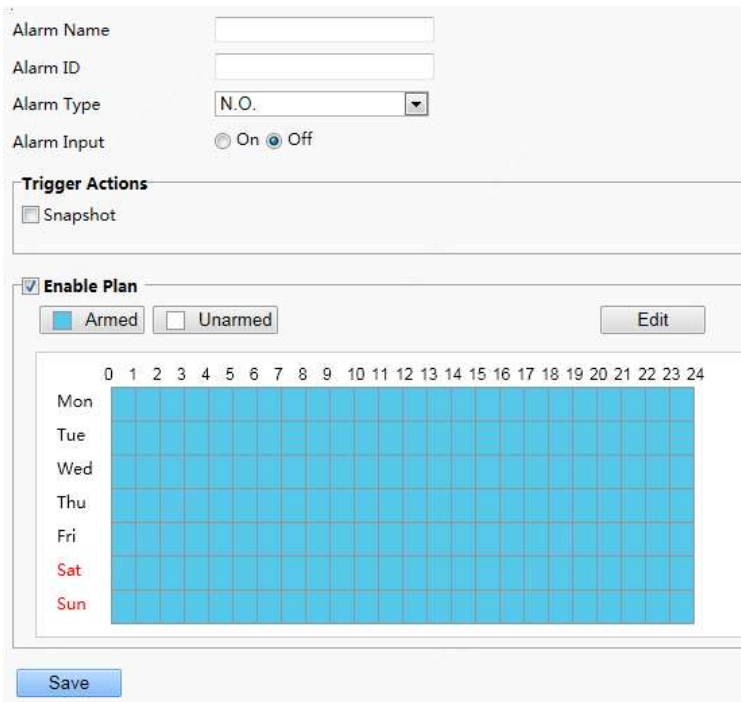 Alarm Name
Alarm ID
Alarm Type N.O.
Alarm Input On Off
Trigger Actions
Snapshot
Enable Plan
Armed Unarmed Edit
0 1 2 3 4 5 6 7 8 9 10 11 12 13 14 15 16 17 18 19 20 21 22 23 24
Mon
Tue
Wed
Thu
Fri
Sat
Sun
Save